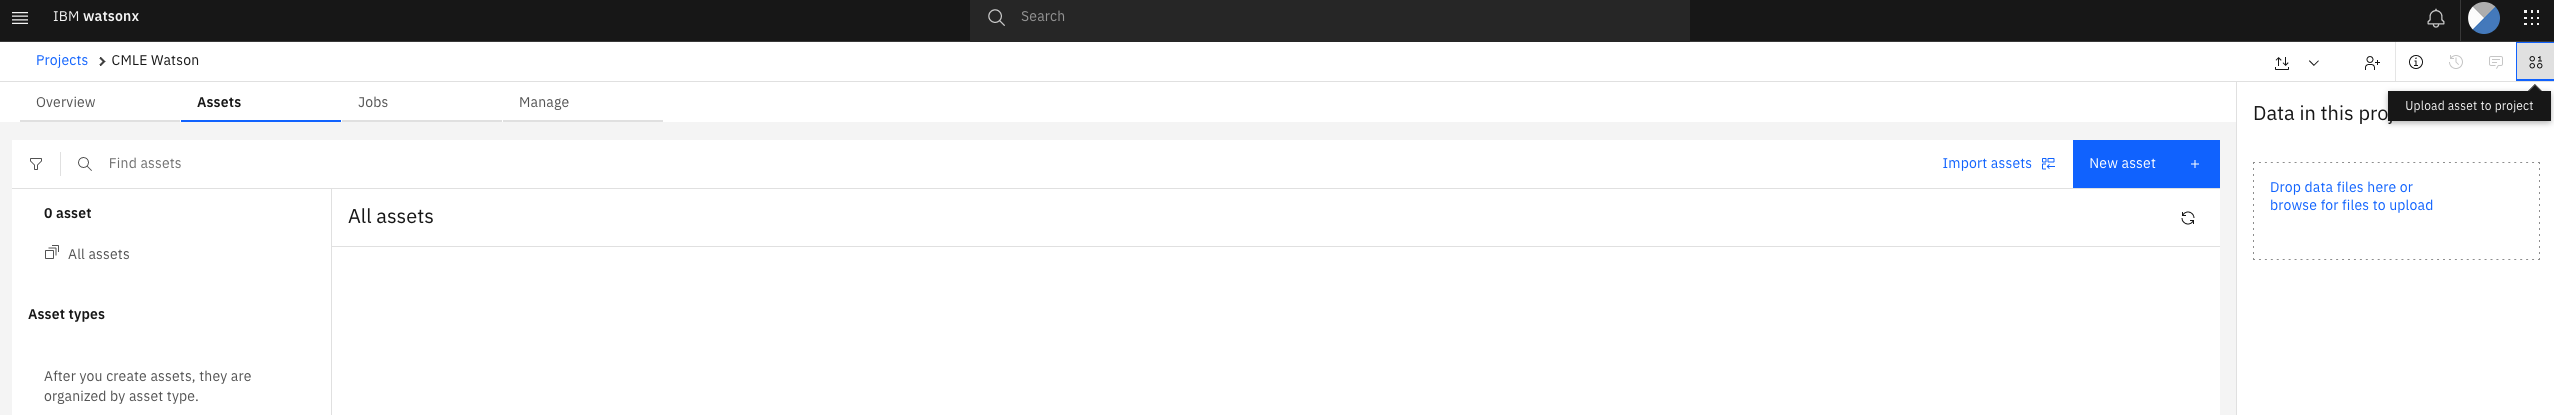 IBM watsonx
Search
Projects
CMLE Watson
Upload asset to project
Overview
Assets
Jobs
Manage
Find assets
Import assets
New asset
0 asset
All assets
Asset types
After you create assets, they are
organized by asset type.
All assets
Data in this
Drop data files here or
browse for files to upload